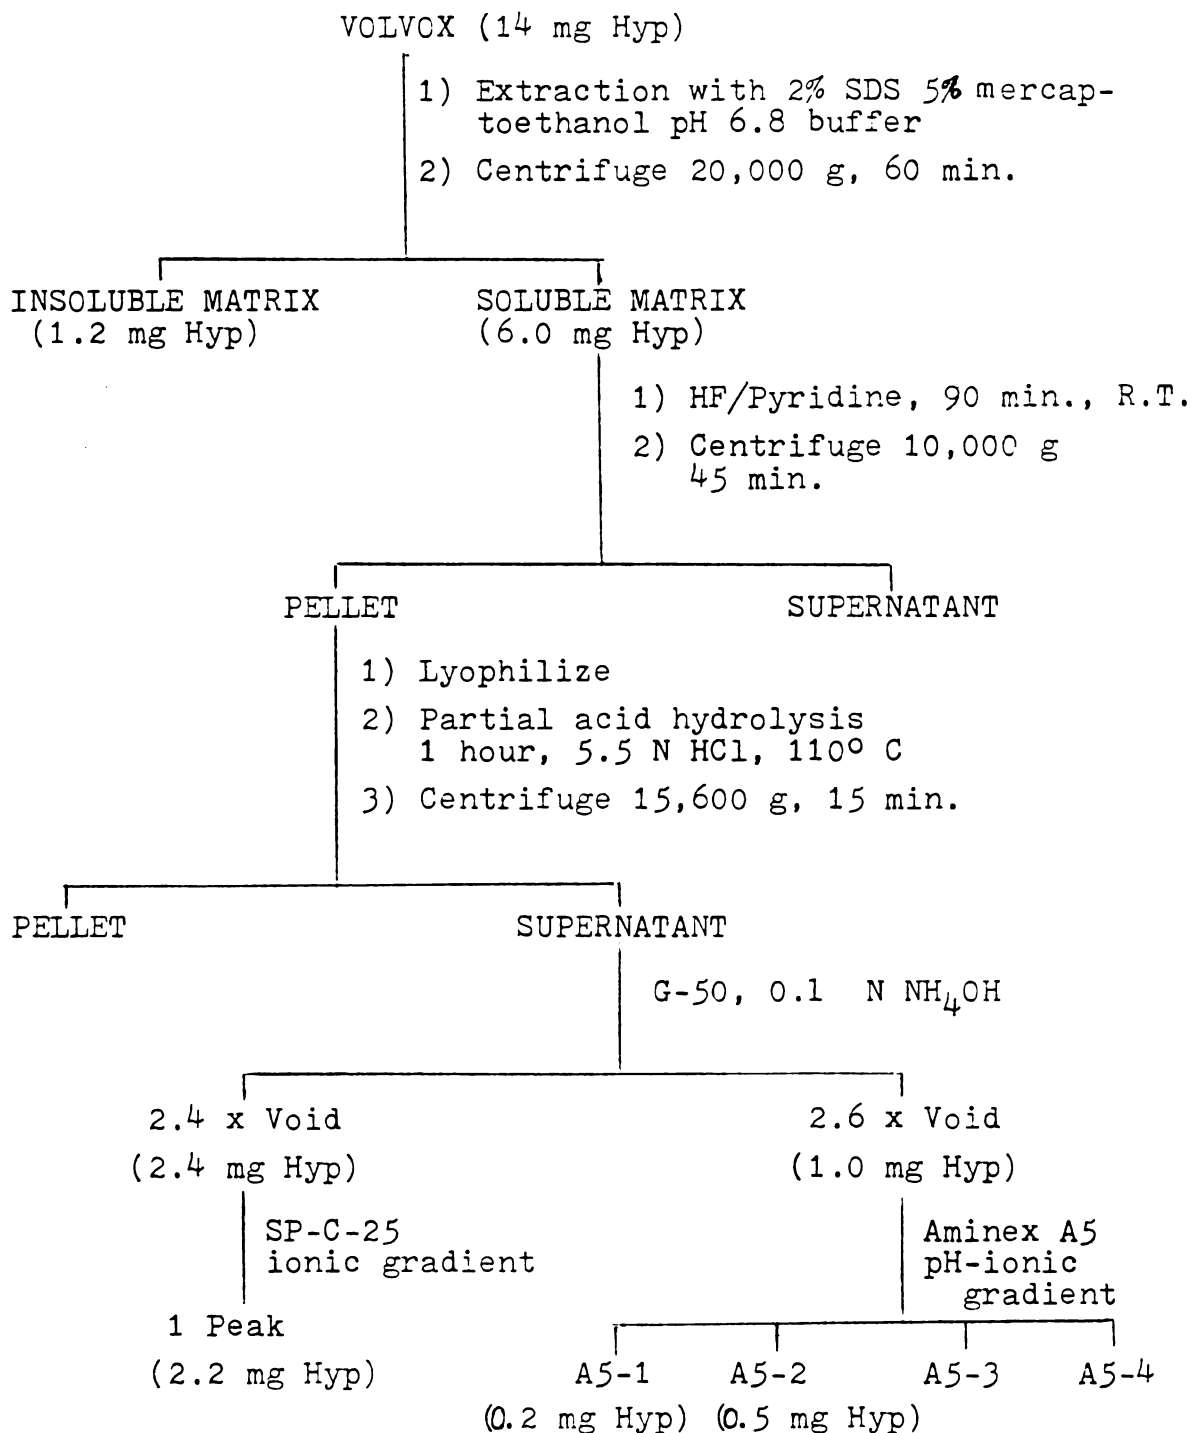 VOLVOX (14 mg Hyp)
1) Extraction with 2% SDS 5% mercap-
toethanol pH 6.8 buffer
2) Centrifuge 20,000 g, 60 min.
INSOLUBLE MATRIX
(1.2 mg Hyp)
SOLUBLE MATRIX
(6.0 mg Hyp)
1) HF/Pyridine, 90 min., R.T.
2) Centrifuge 10,000 g
45 min.
PELLET
SUPERNATANT
1) Lyophilize
2) Partial acid hydrolysis
1 hour, 5.5 N HCl, 110° C
3) Centrifuge 15,600 g, 15 min.
PELLET
SUPERNATANT
G-50, 0.1 N NH₄OH
2.4 x Void
(2.4 mg Hyp)
2.6 x Void
(1.0 mg Hyp)
SP-C-25
ionic gradient
Aminex A5
pH-ionic
gradient
1 Peak
(2.2 mg Hyp)
A5-1 A5-2 A5-3 A5-4
(0.2 mg Hyp) (0.5 mg Hyp)